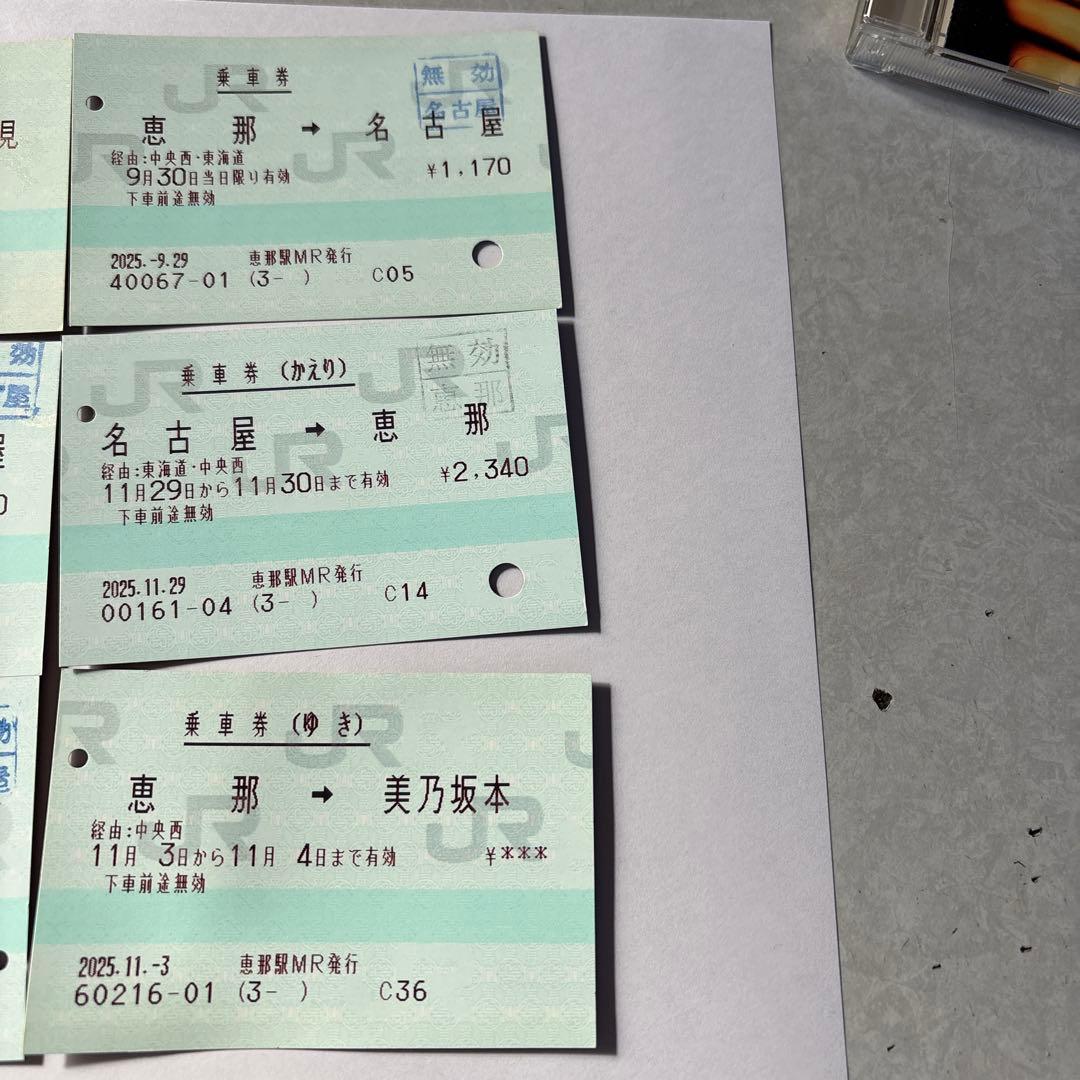 乗車券
無効
名古屋
恵那 → 名古屋
経由:中央西・東海道
9月30日当日限り有効 ¥1,170
下車前途無効
2025.-9.29 恵那駅MR発行
40067-01 (3- ) C05
乗車券(かえり)
無効
恵那
名古屋 → 恵那
経由:東海道・中央西
11月29日から11月30日まで有効 ¥2,340
下車前途無効
2025.11.29 恵那駅MR発行
00161-04 (3- ) C14
乗車券(ゆき)
恵那 → 美乃坂本
経由:中央西
11月 3日から11月 4日まで有効 ¥***
下車前途無効
2025.11.-3 恵那駅MR発行
60216-01 (3- ) C36
見
効
屋
JR